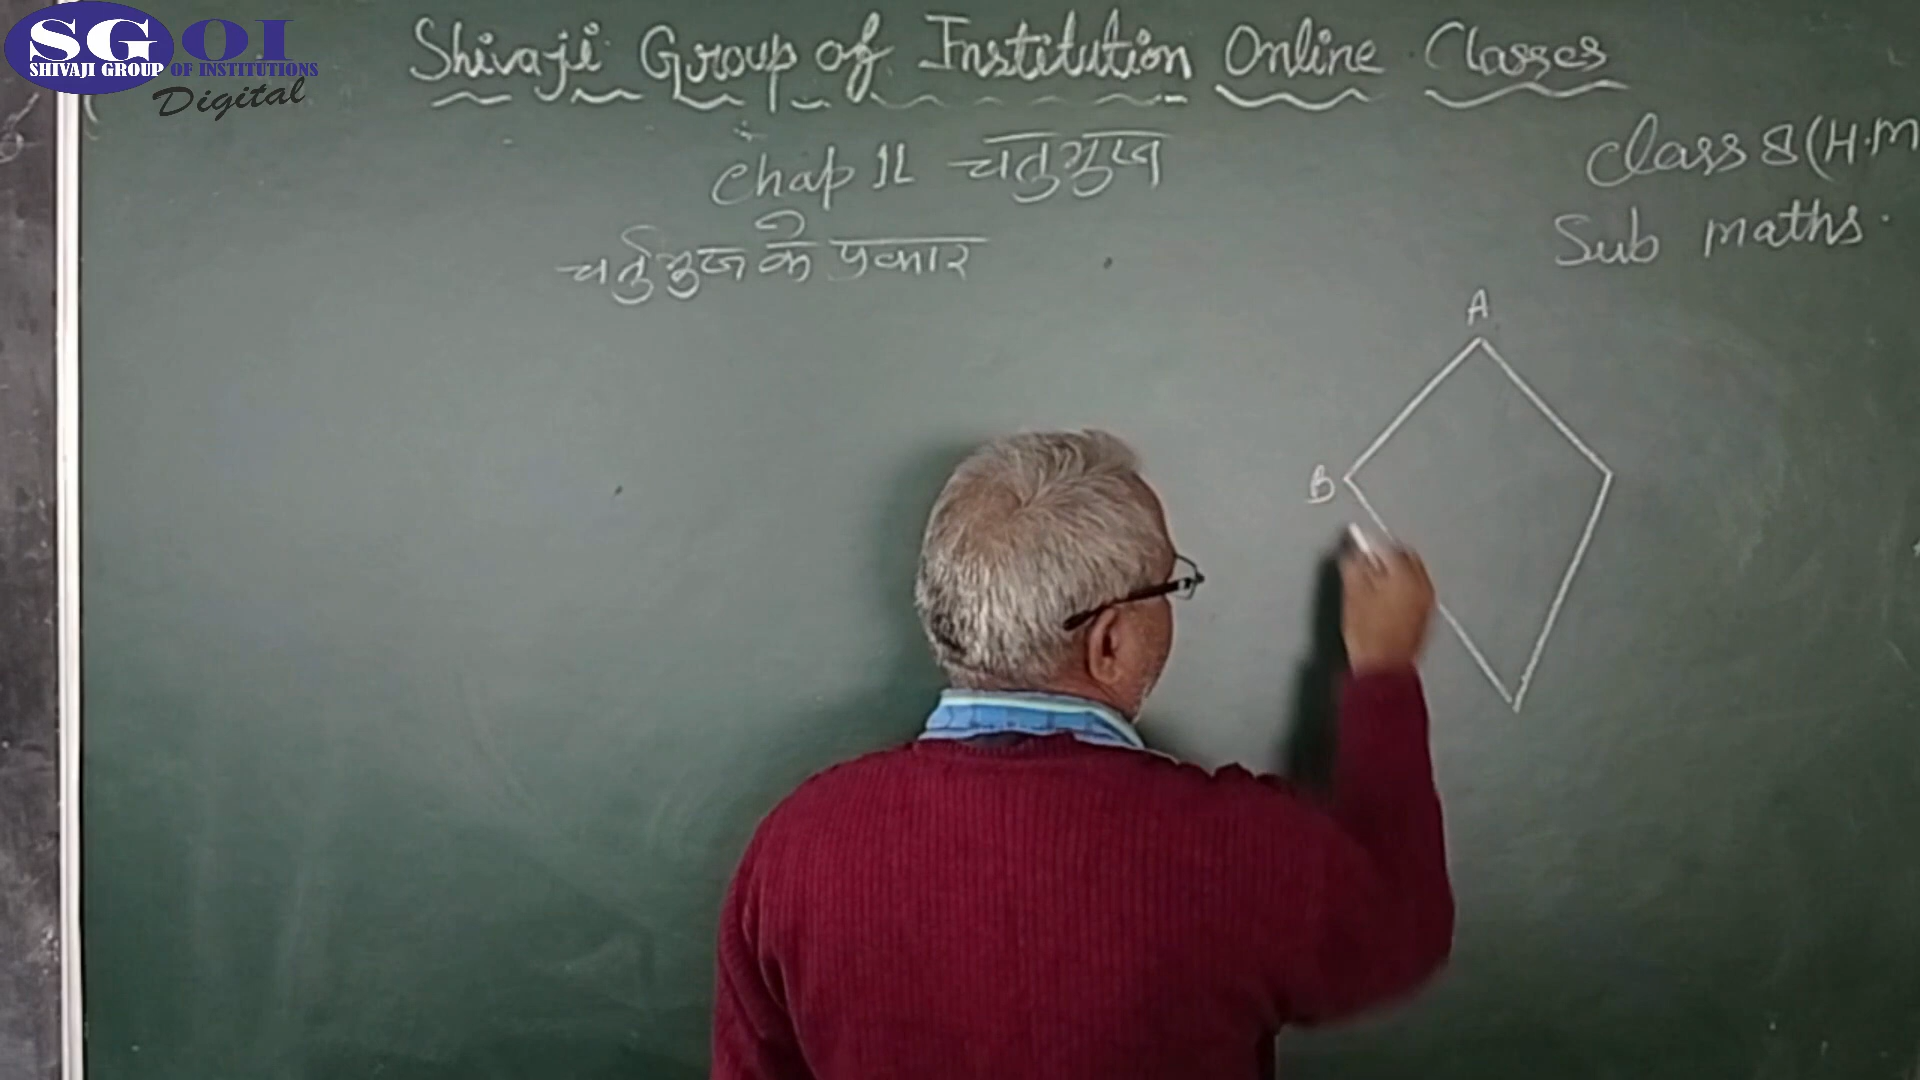 SGOI
SHIVAJI GROUP OF INSTITUTIONS
Digital
Shivaji Group of Institution Online Classes
Chap 11 चतुर्भुज
Class 8 (H.M
Sub maths.
चर्तुभुज के प्रकार
A
B